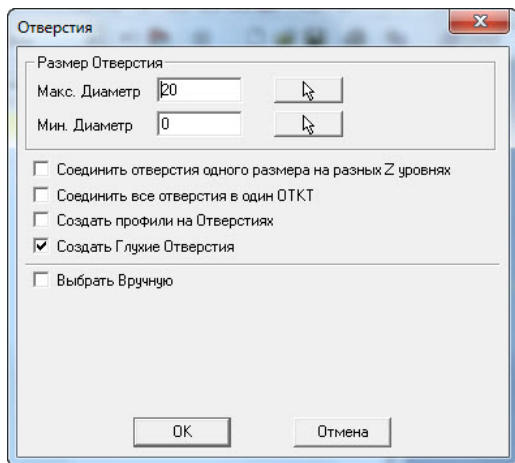 Отверстия
Размер Отверстия
Макс. Диаметр 20
Мин. Диаметр 0
Соединить отверстия одного размера на разных Z уровнях
Соединить все отверстия в один ОТКТ
Создать профили на Отверстиях
Создать Глухие Отверстия
Выбрать Вручную
OK Отмена